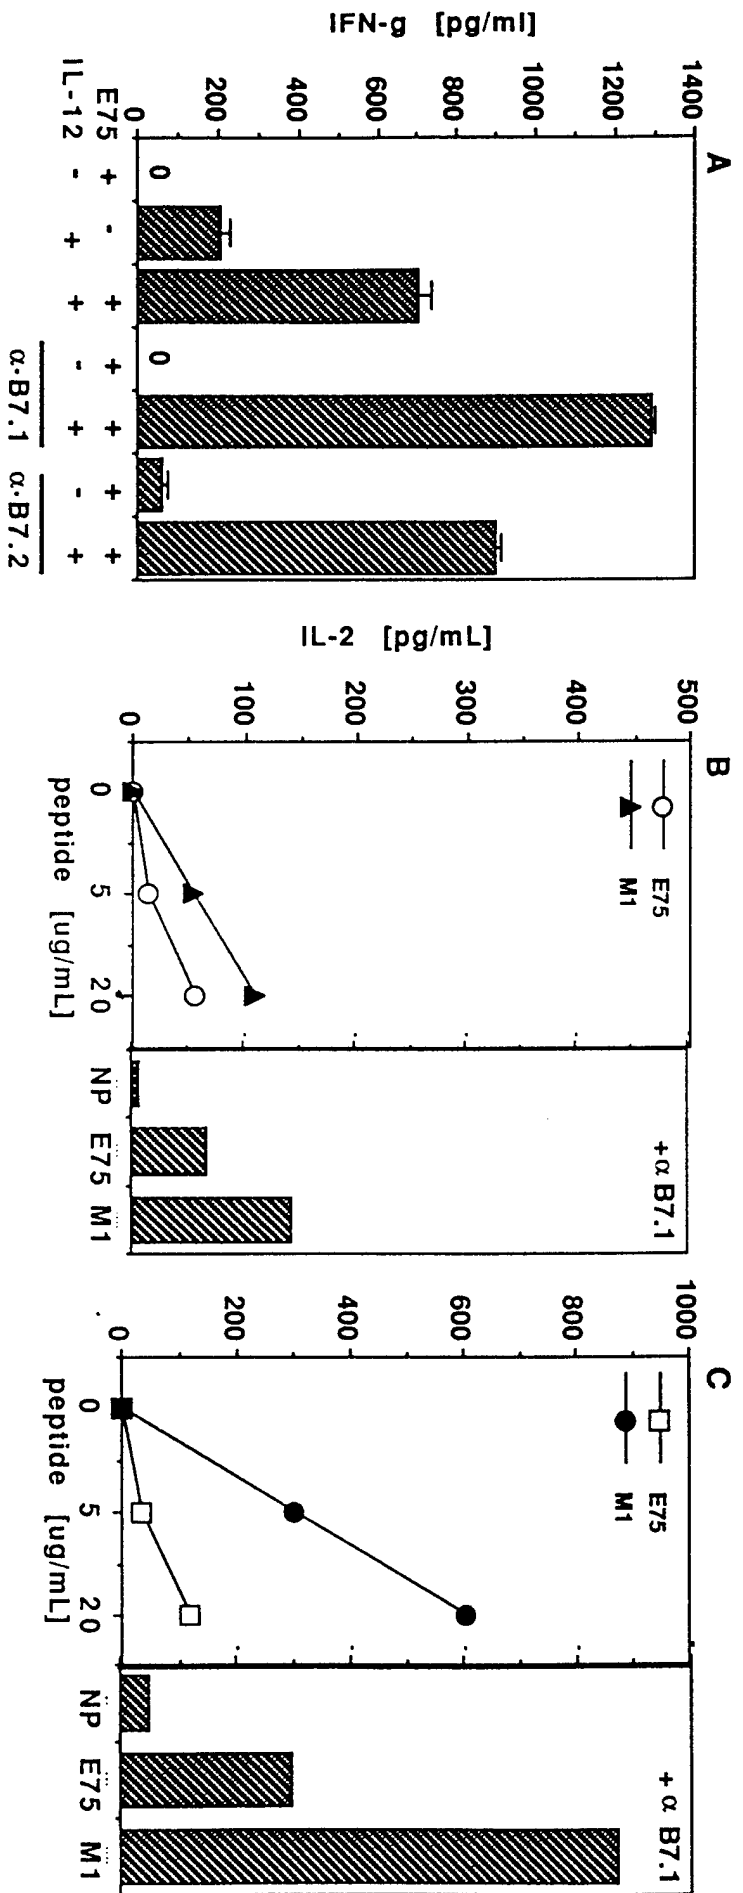 A
IFN-g [pg/ml]
1400
1200
1000
800
600
400
200
0
0
0
E75 + - + + + + +
IL-12 - + + - + - +
α·B7.1 α·B7.2
B
IL-2 [pg/mL]
500
400
300
200
100
0
E75
M1
0 5 20
peptide [ug/mL]
+α B7.1
NP E75 M1
C
1000
800
600
400
200
0
E75
M1
0 5 20
peptide [ug/mL]
+ α B7.1
NP E75 M1